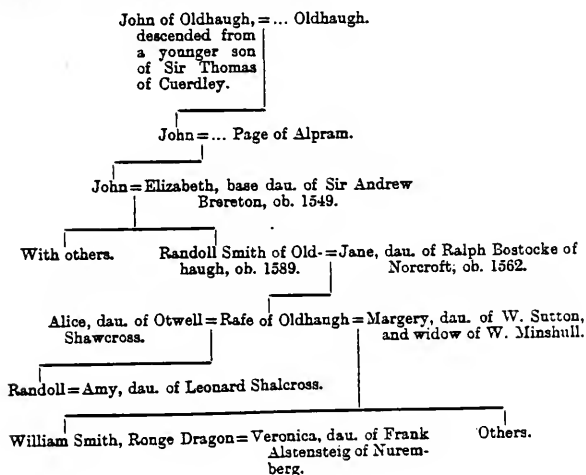 John of Oldhaugh, = ... Oldhaugh.
descended from
a younger son
of Sir Thomas
of Cuerdley.
John = ... Page of Alpram.
John = Elizabeth, base dau. of Sir Andrew
Brereton, ob. 1549.
With others.
Randoll Smith of Old- = Jane, dau. of Ralph Bostocke of
haugh, ob. 1589. Norcroft; ob. 1562.
Alice, dau. of Otwell = Rafe of Oldhaugh = Margery, dau. of W. Sutton,
Shawcross. and widow of W. Minshull.
Randoll = Amy, dau. of Leonard Shalcross.
William Smith, Ronge Dragon = Veronica, dau. of Frank
Alstensteig of Nurem-
berg.
Others.